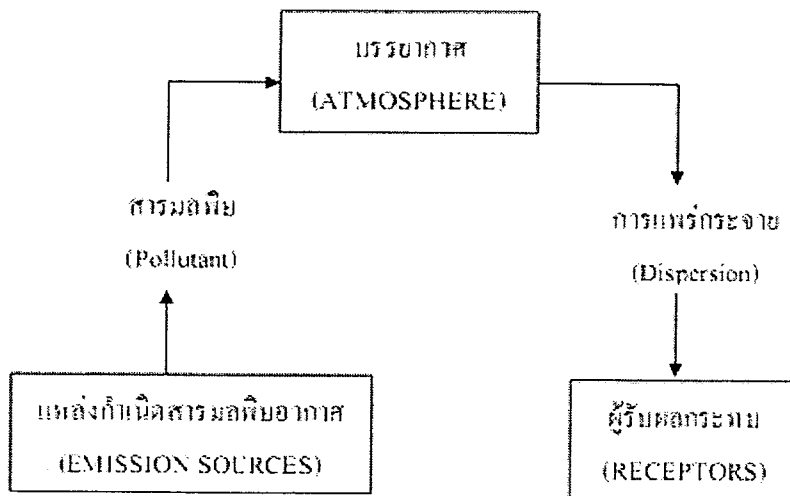 บรรยากาศ
(ATMOSPHERE)
สารมลพิษ
(Pollutant)
การแพร่กระจาย
(Dispersion)
แหล่งกำเนิดสารมลพิษอากาศ
(EMISSION SOURCES)
ผู้รับผลกระทบ
(RECEPTORS)